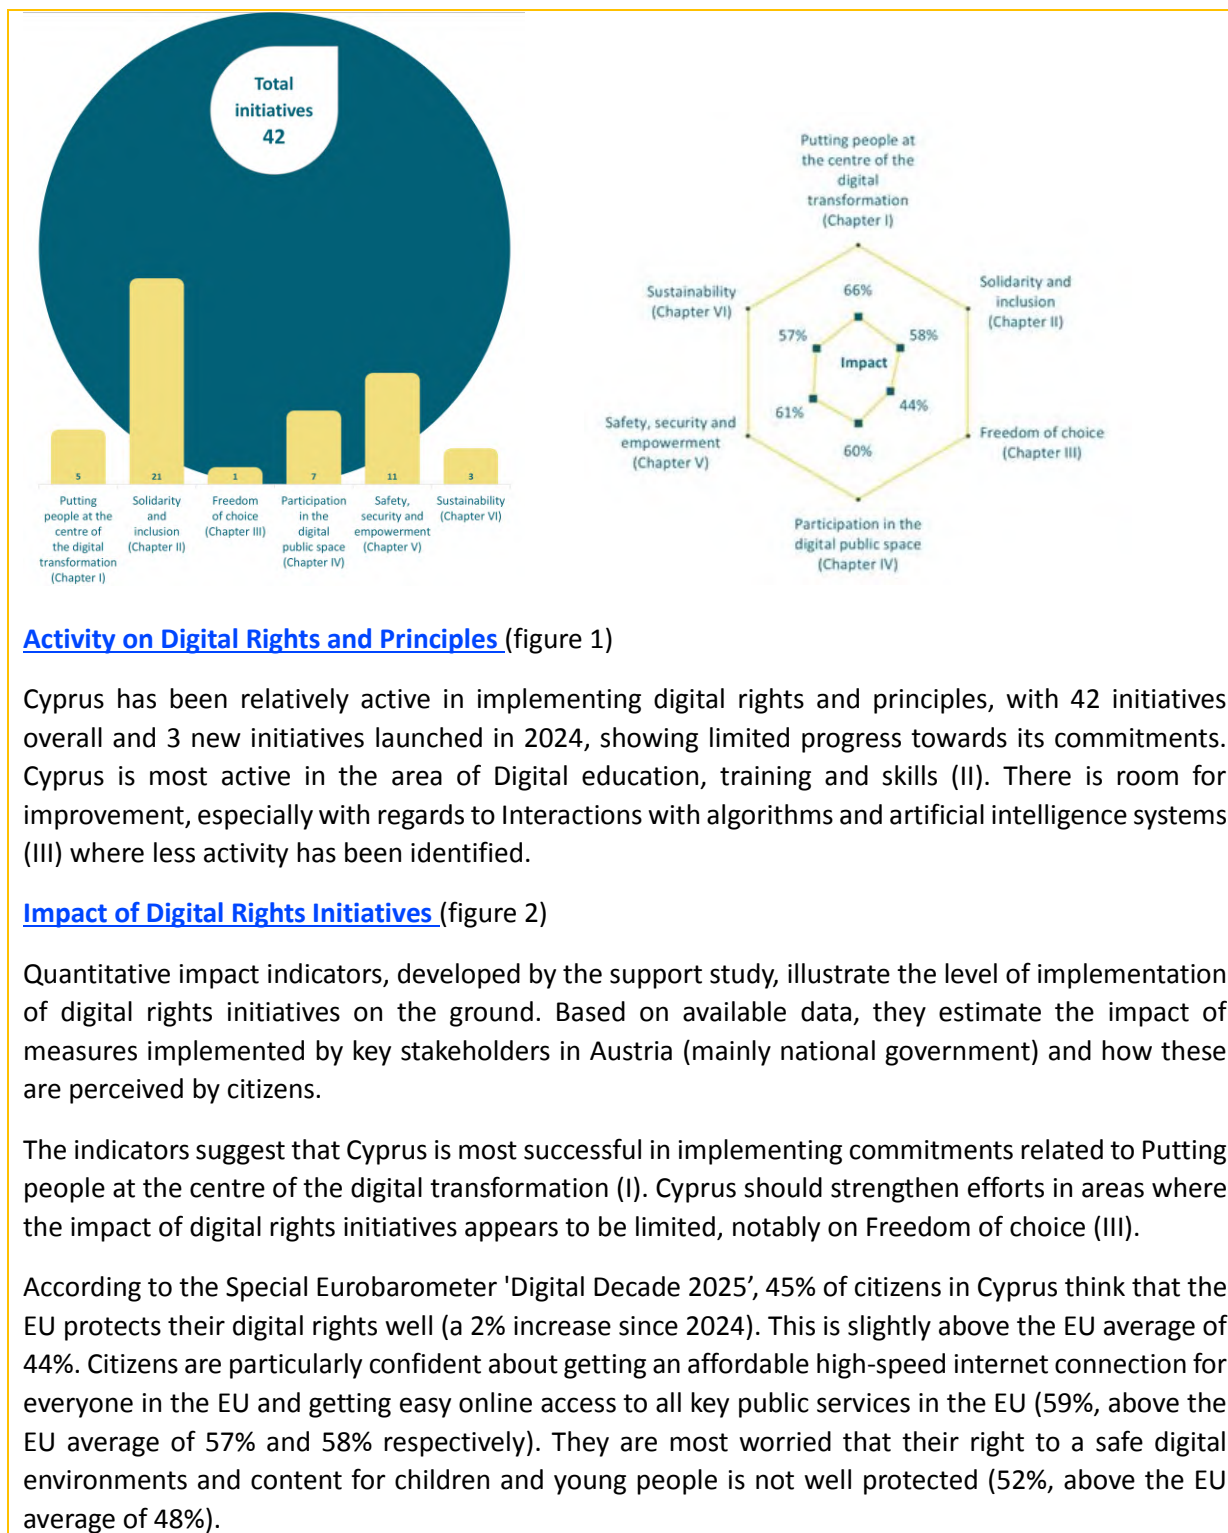 Total
initiatives
42
5
21
1
7
11
3
Putting
people at the
centre of
the digital
transformation
(Chapter I)
Solidarity
and
inclusion
(Chapter II)
Freedom
of choice
(Chapter III)
Participation
in the
digital
public space
(Chapter IV)
Safety,
security and
empowerment
(Chapter V)
Sustainability
(Chapter VI)
Putting people at
the centre of the
digital
transformation
(Chapter I)
Sustainability
(Chapter VI)
Solidarity and
inclusion
(Chapter II)
66%
57%
58%
Impact
61%
44%
60%
Safety, security and
empowerment
(Chapter V)
Freedom of choice
(Chapter III)
Participation in the
digital public space
(Chapter IV)
Activity on Digital Rights and Principles (figure 1)
Cyprus has been relatively active in implementing digital rights and principles, with 42 initiatives
overall and 3 new initiatives launched in 2024, showing limited progress towards its commitments.
Cyprus is most active in the area of Digital education, training and skills (II). There is room for
improvement, especially with regards to Interactions with algorithms and artificial intelligence systems
(III) where less activity has been identified.
Impact of Digital Rights Initiatives (figure 2)
Quantitative impact indicators, developed by the support study, illustrate the level of implementation
of digital rights initiatives on the ground. Based on available data, they estimate the impact of
measures implemented by key stakeholders in Austria (mainly national government) and how these
are perceived by citizens.
The indicators suggest that Cyprus is most successful in implementing commitments related to Putting
people at the centre of the digital transformation (I). Cyprus should strengthen efforts in areas where
the impact of digital rights initiatives appears to be limited, notably on Freedom of choice (III).
According to the Special Eurobarometer 'Digital Decade 2025’, 45% of citizens in Cyprus think that the
EU protects their digital rights well (a 2% increase since 2024). This is slightly above the EU average of
44%. Citizens are particularly confident about getting an affordable high-speed internet connection for
everyone in the EU and getting easy online access to all key public services in the EU (59%, above the
EU average of 57% and 58% respectively). They are most worried that their right to a safe digital
environments and content for children and young people is not well protected (52%, above the EU
average of 48%).